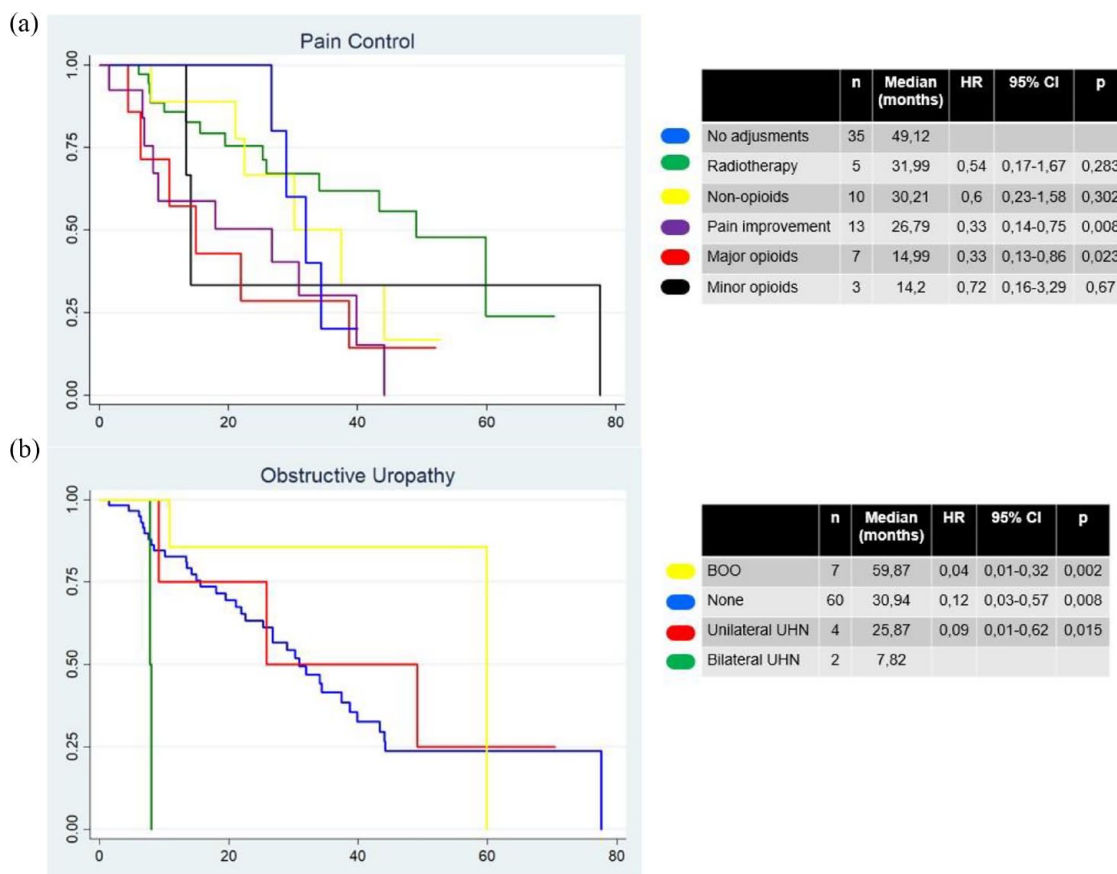 (a)
Pain Control
1.00
0.75
0.50
0.25
0.00
0 20 40 60 80
n Median (months) HR 95% CI p
No adjusments 35 49,12
Radiotherapy 5 31,99 0,54 0,17-1,67 0,283
Non-opioids 10 30,21 0,6 0,23-1,58 0,302
Pain improvement 13 26,79 0,33 0,14-0,75 0,008
Major opioids 7 14,99 0,33 0,13-0,86 0,023
Minor opioids 3 14,2 0,72 0,16-3,29 0,67
(b)
Obstructive Uropathy
1.00
0.75
0.50
0.25
0.00
0 20 40 60 80
n Median (months) HR 95% CI p
BOO 7 59,87 0,04 0,01-0,32 0,002
None 60 30,94 0,12 0,03-0,57 0,008
Unilateral UHN 4 25,87 0,09 0,01-0,62 0,015
Bilateral UHN 2 7,82